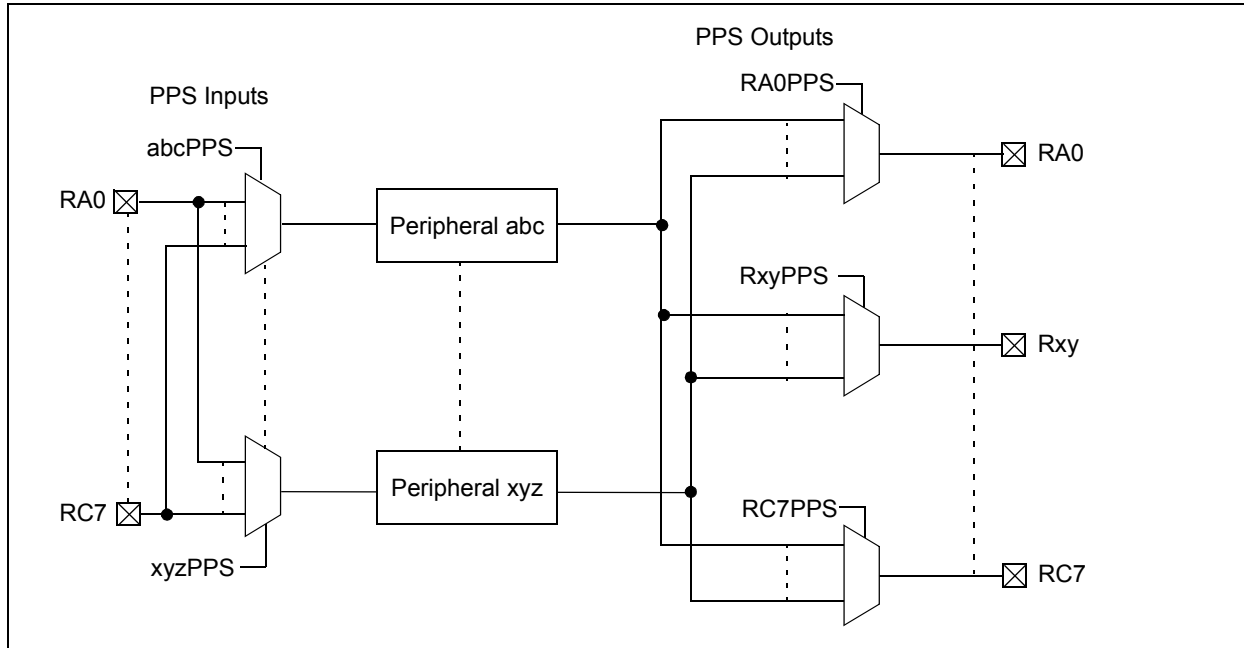 PPS Outputs
RA0PPS
PPS Inputs
abcPPS
RA0
RA0
Peripheral abc
RxyPPS
Rxy
Peripheral xyz
RC7
RC7PPS
xyzPPS
RC7